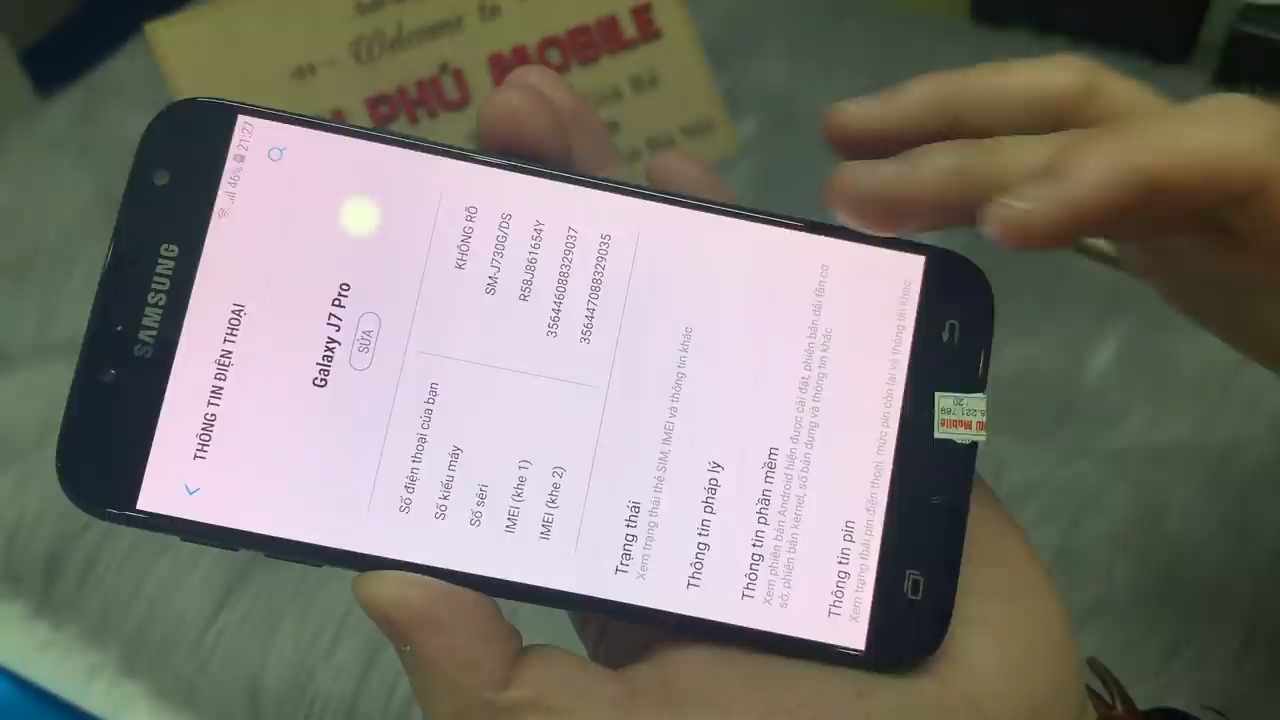 Welcome to
PHÚ MOBILE
SAMSUNG
46% 21:27
THÔNG TIN ĐIỆN THOẠI
Galaxy J7 Pro
SỬA
Số điện thoại của bạn KHÔNG RÕ
Số kiểu máy SM-J730G/DS
Số sêri R58J861654Y
IMEI (khe 1) 356446088329037
IMEI (khe 2) 356447088329035
Trạng thái
Xem trạng thái thẻ SIM, IMEI và thông tin khác
Thông tin pháp lý
Thông tin phần mềm
Xem phiên bản Android hiện được cài đặt, phiên bản dải tần cơ
số, phiên bản kernel, số bản dựng và thông tin khác
Thông tin pin
Xem trạng thái pin điện thoại, mức pin còn lại và thông tin khác
Mobile
6.221.789